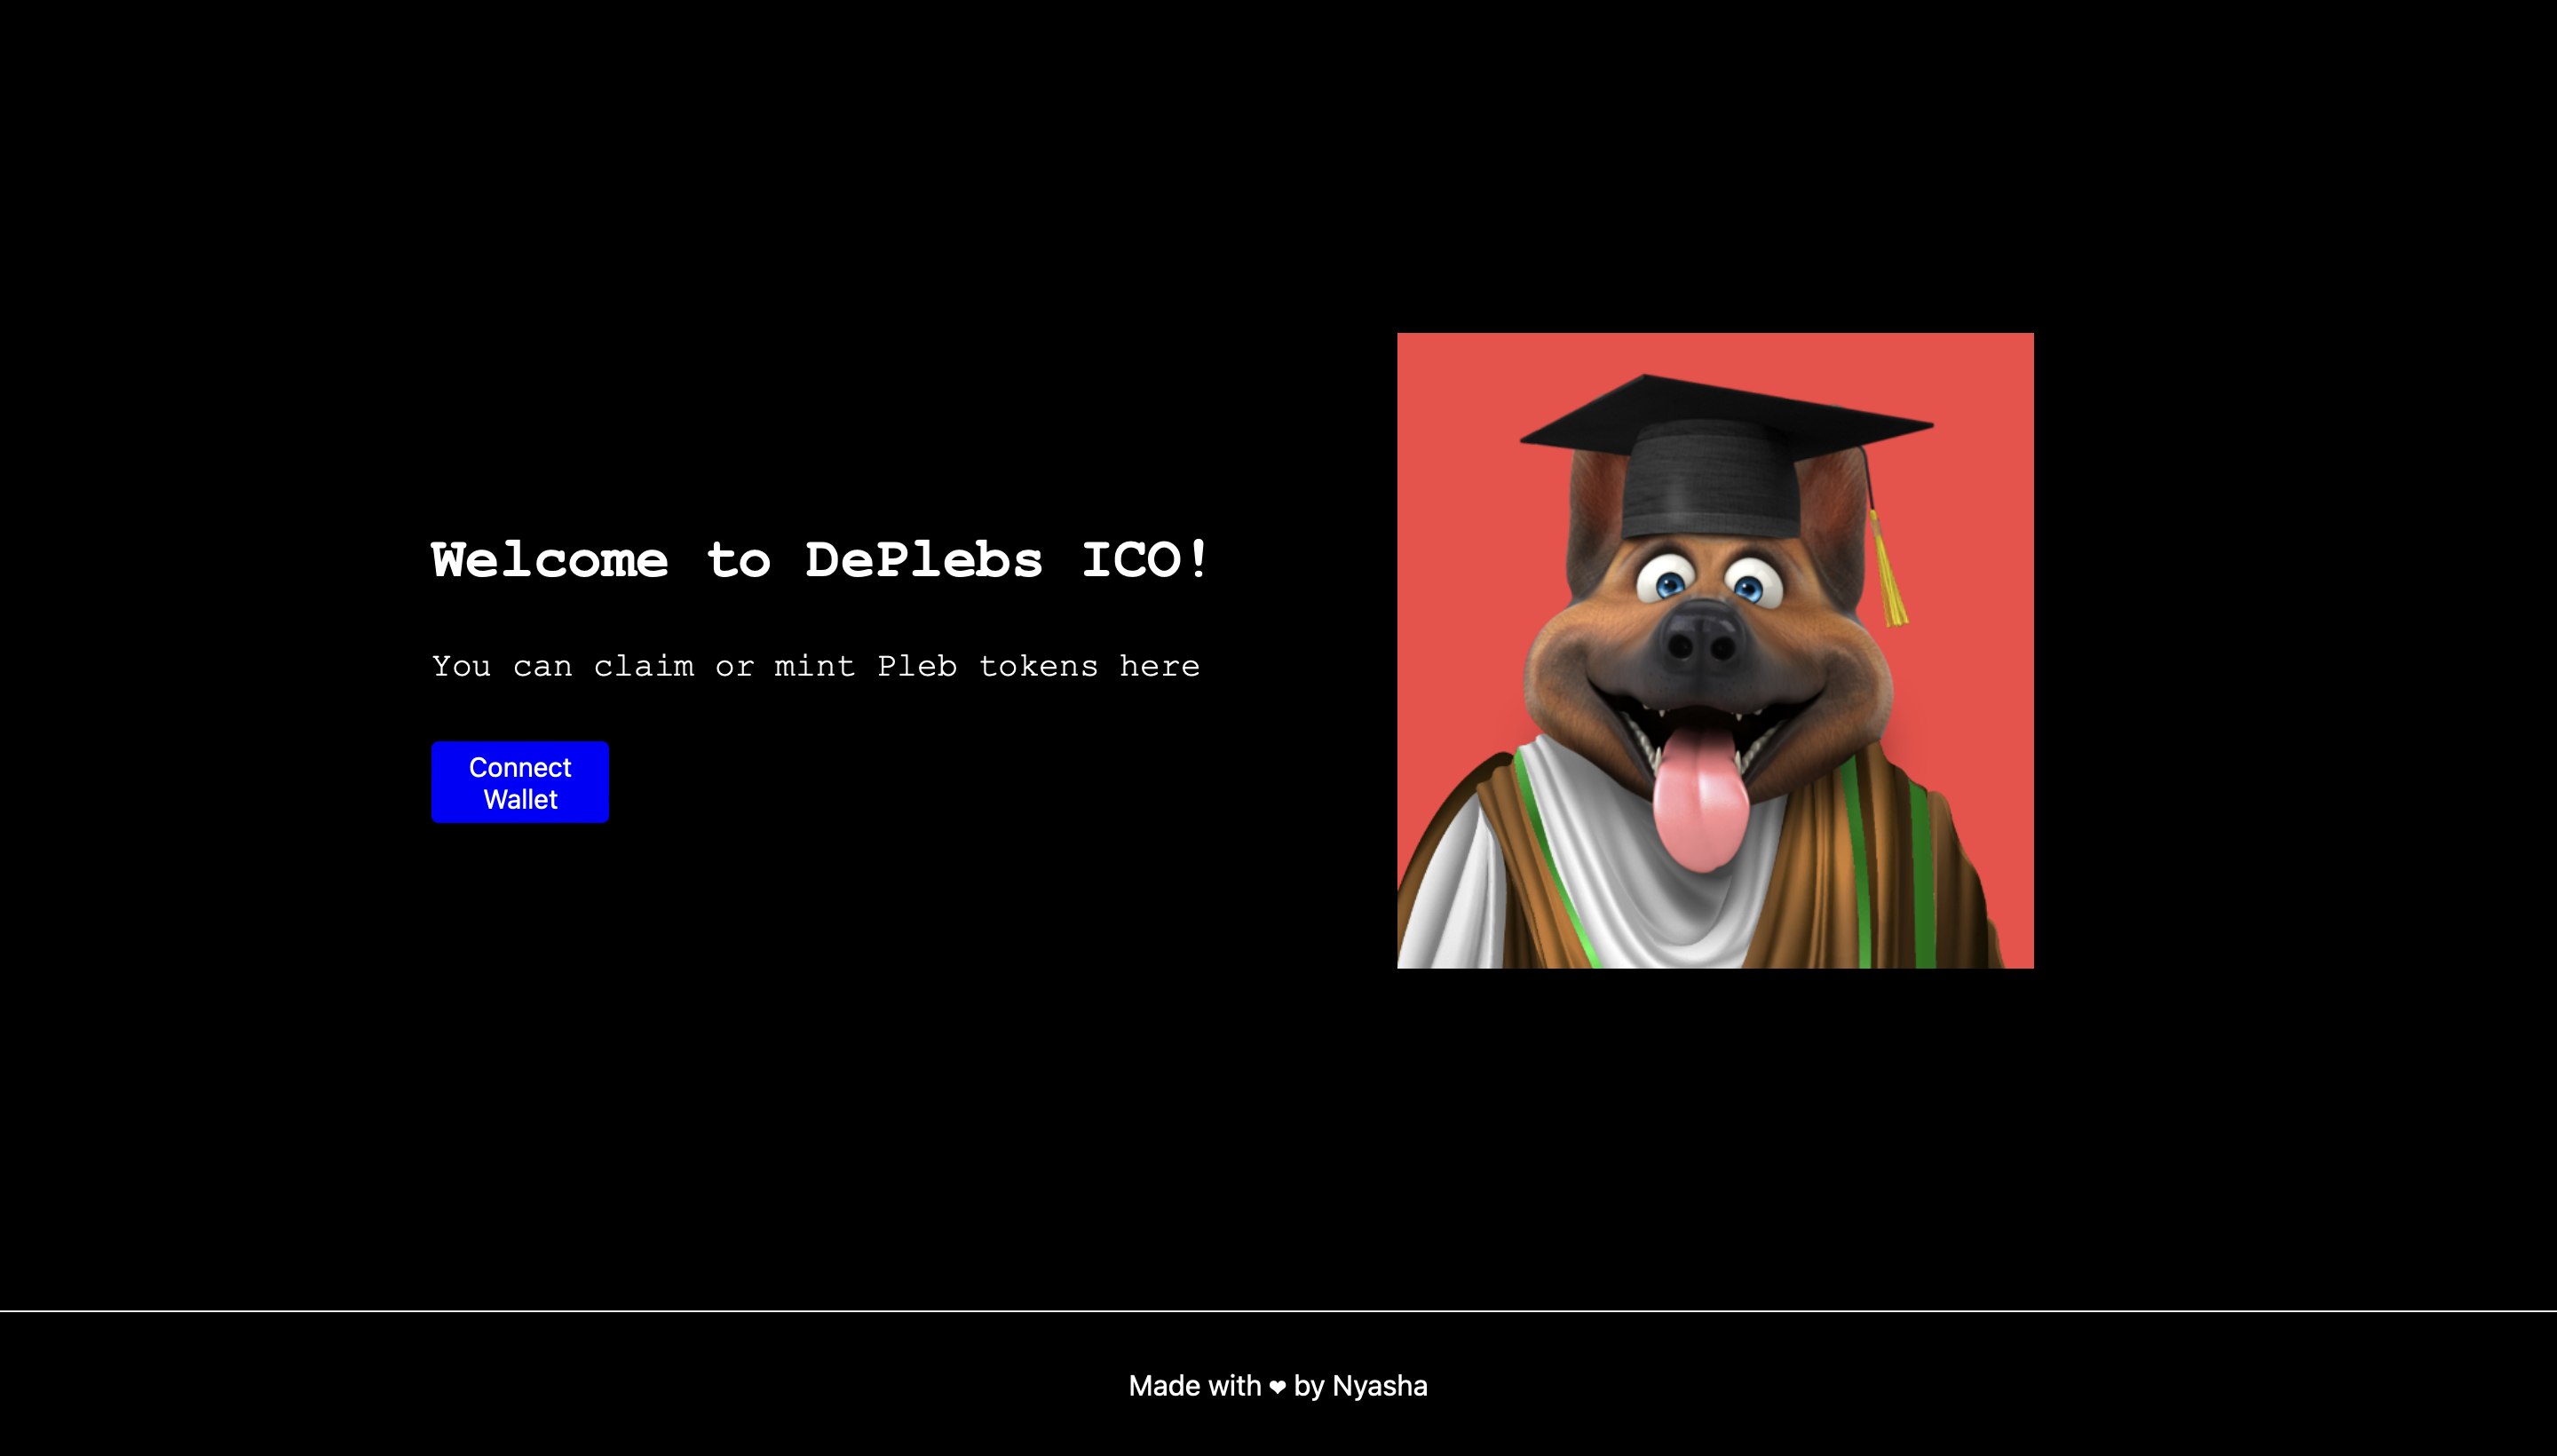 Welcome to DePlebs ICO!
You can claim or mint Pleb tokens here
Connect
Wallet
Made with ❤ by Nyasha